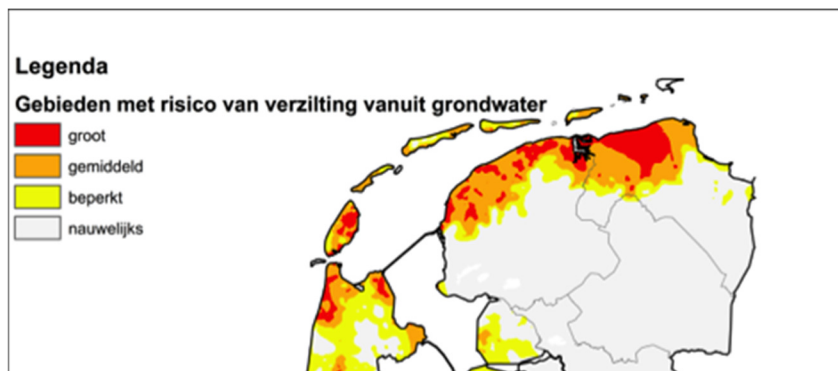 Legenda
Gebieden met risico van verzilting vanuit grondwater
groot
gemiddeld
beperkt
nauwelijks